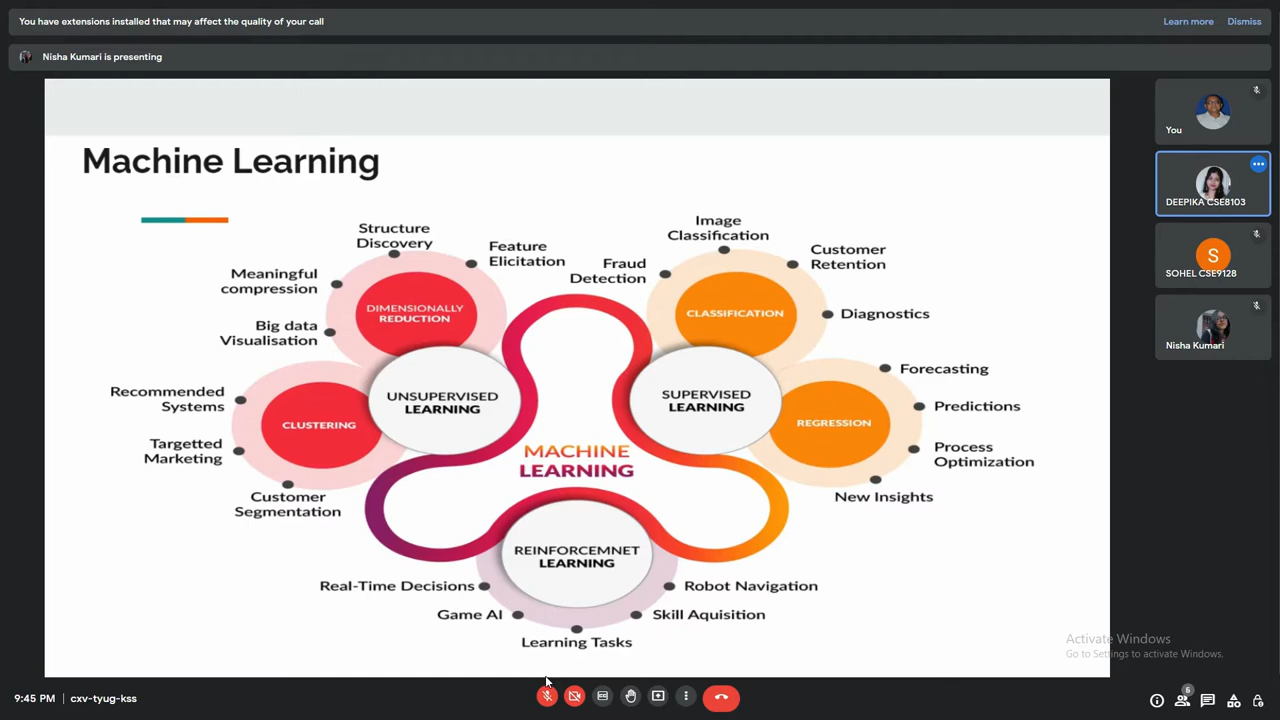 You have extensions installed that may affect the quality of your call
Learn more
Dismiss
Nisha Kumari is presenting
Machine Learning
Structure
Discovery
Feature
Elicitation
Meaningful
compression
Big data
Visualisation
DIMENSIONALLY
REDUCTION
Recommended
Systems
Targetted
Marketing
Customer
Segmentation
CLUSTERING
UNSUPERVISED
LEARNING
Image
Classification
Fraud
Detection
Customer
Retention
Diagnostics
CLASSIFICATION
SUPERVISED
LEARNING
Forecasting
Predictions
Process
Optimization
New Insights
REGRESSION
MACHINE
LEARNING
REINFORCEMNET
LEARNING
Real-Time Decisions
Game AI
Learning Tasks
Skill Aquisition
Robot Navigation
You
DEEPIKA CSE8103
S
SOHEL CSE9128
Nisha Kumari
Activate Windows
Go to Settings to activate Windows.
9:45 PM
cxv-tyug-kss
6